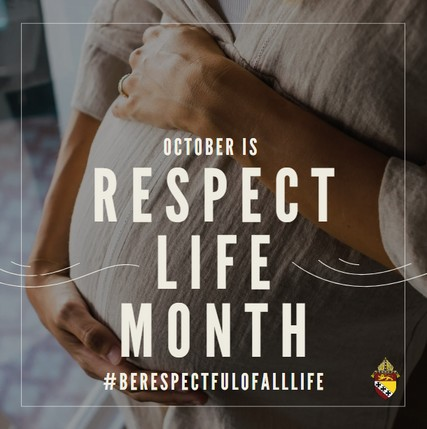 OCTOBER IS
RESPECT
LIFE
MONTH
#BERESPECTFULOFALLLIFE